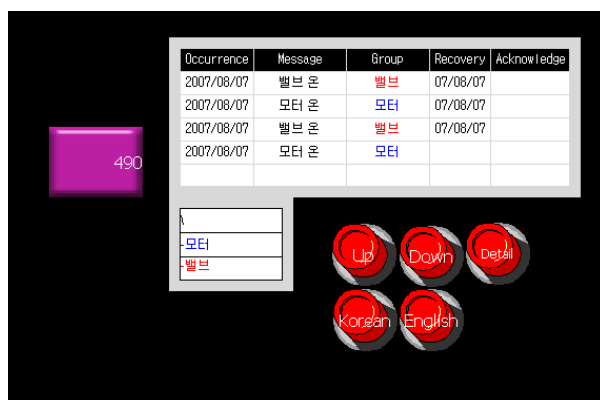 Occurrence Message Group Recovery Acknowledge
2007/08/07 밸브 온 밸브 07/08/07
2007/08/07 모터 온 모터 07/08/07
2007/08/07 밸브 온 밸브 07/08/07
2007/08/07 모터 온 모터
490
\
-모터
-밸브
Up Down Detail
Korean English